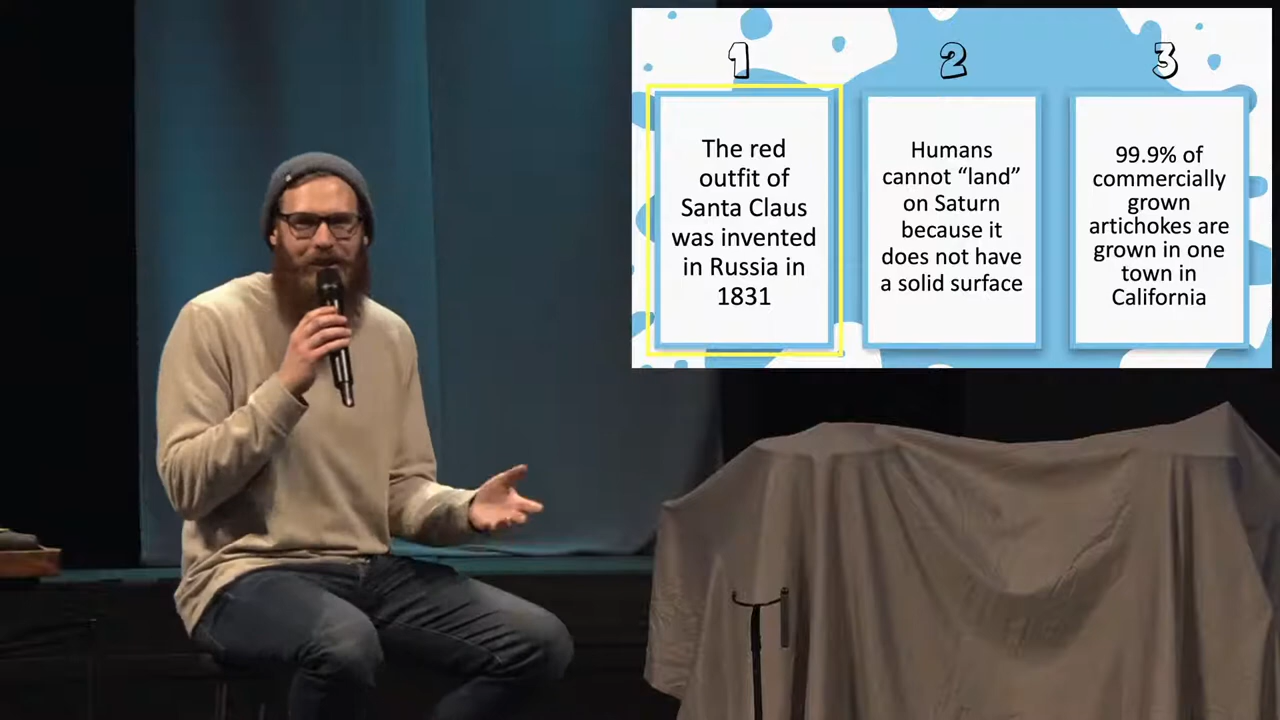 1
The red
outfit of
Santa Claus
was invented
in Russia in
1831
2
Humans
cannot “land”
on Saturn
because it
does not have
a solid surface
3
99.9% of
commercially
grown
artichokes are
grown in one
town in
California